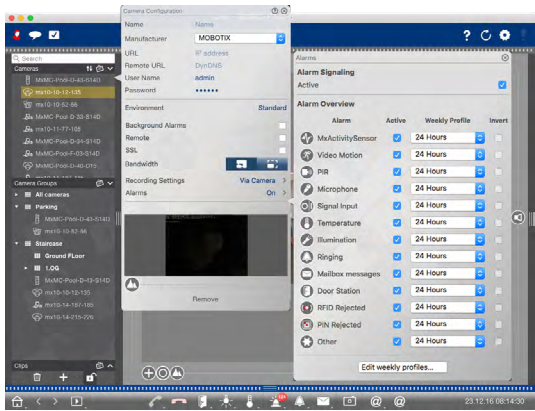 Camera Configuration
Name Name
Manufacturer MOBOTIX
URL IP address
Remote URL DynDNS
User Name admin
Password ••••••
Environment Standard
Background Alarms
Remote
SSL
Bandwidth
Recording Settings Via Camera >
Alarms On >
Remove
Search
Cameras
MxMC-Pool-D-43-S14D
mx10-10-12-135
mx10-10-52-66
MxMC-Pool-D-33-S14D
mx10-11-77-108
MxMC-Pool-D-34-S14D
MxMC-Pool-F-03-S14D
MxMC-Pool-D-40-D15
Camera Groups
All cameras
Parking
MxMC-Pool-D-43-S14D
mx10-10-52-66
Staircase
Ground FLoor
1.OG
MxMC-Pool-D-43-S14D
mx10-10-12-135
mx10-14-187-185
mx10-14-215-225
Clips
Alarms
Alarm Signaling
Active
Alarm Overview
Alarm Active Weekly Profile Invert
MxActivitySensor 24 Hours
Video Motion 24 Hours
PIR 24 Hours
Microphone 24 Hours
Signal Input 24 Hours
Temperature 24 Hours
Illumination 24 Hours
Ringing 24 Hours
Mailbox messages 24 Hours
Door Station 24 Hours
RFID Rejected 24 Hours
PIN Rejected 24 Hours
Other 24 Hours
Edit weekly profiles...
23.12.16 08:14:30